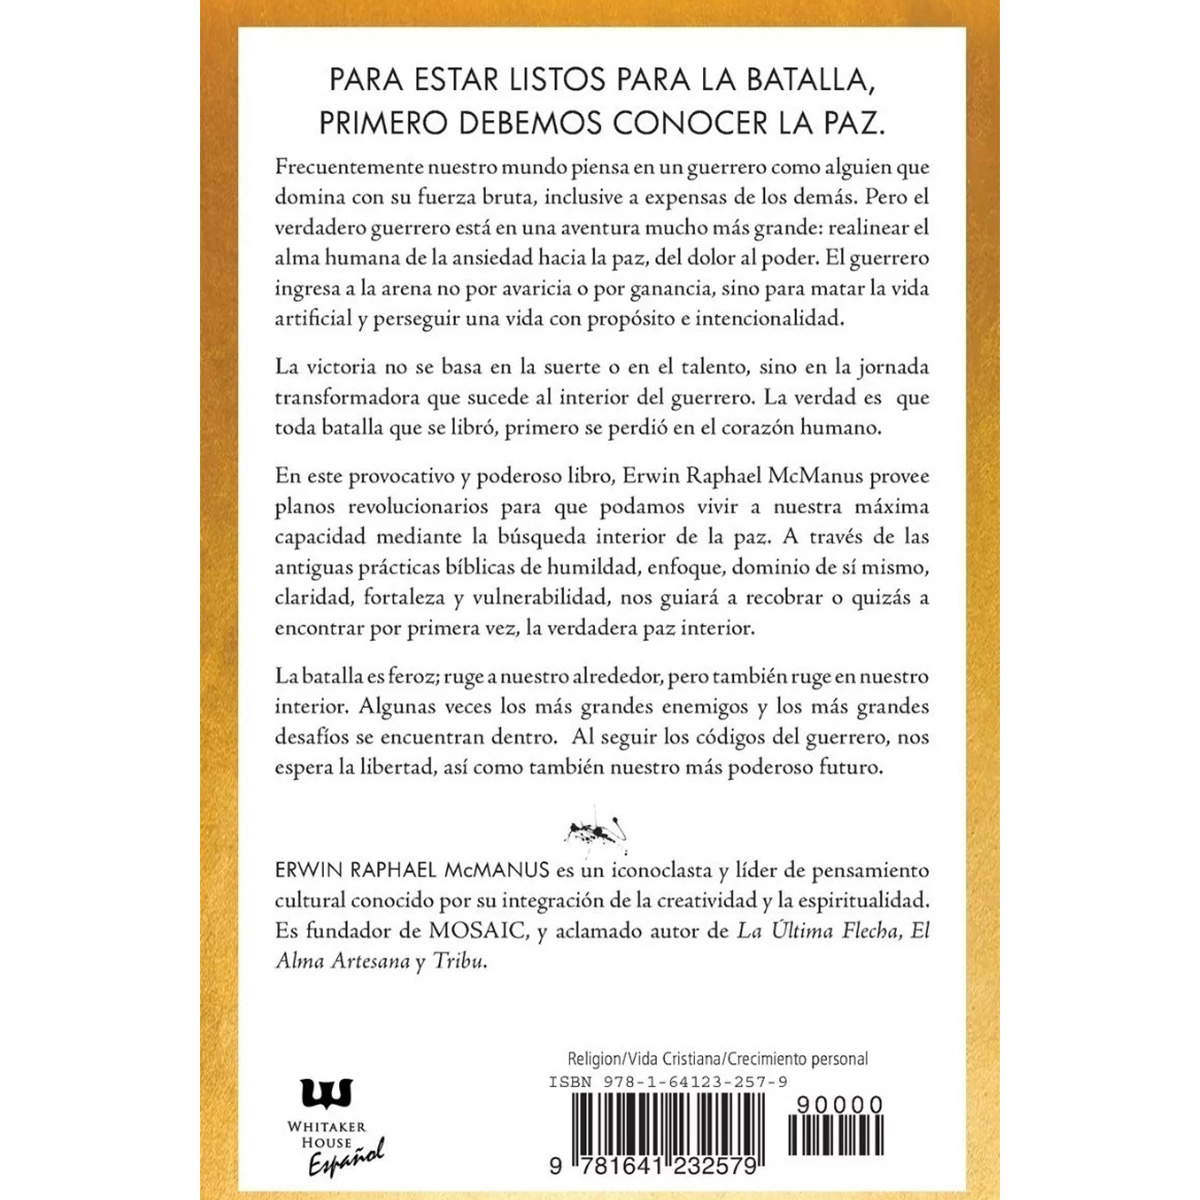 PARA ESTAR LISTOS PARA LA BATALLA,
PRIMERO DEBEMOS CONOCER LA PAZ.
Frecuentemente nuestro mundo piensa en un guerrero como alguien que
domina con su fuerza bruta, inclusive a expensas de los demás. Pero el
verdadero guerrero está en una aventura mucho más grande: realinear el
alma humana de la ansiedad hacia la paz, del dolor al poder. El guerrero
ingresa a la arena no por avaricia o por ganancia, sino para matar la vida
artificial y perseguir una vida con propósito e intencionalidad.
La victoria no se basa en la suerte o en el talento, sino en la jornada
transformadora que sucede al interior del guerrero. La verdad es que
toda batalla que se libró, primero se perdió en el corazón humano.
En este provocativo y poderoso libro, Erwin Raphael McManus provee
planos revolucionarios para que podamos vivir a nuestra máxima
capacidad mediante la búsqueda interior de la paz. A través de las
antiguas prácticas bíblicas de humildad, enfoque, dominio de sí mismo,
claridad, fortaleza y vulnerabilidad, nos guiará a recobrar o quizás a
encontrar por primera vez, la verdadera paz interior.
La batalla es feroz; ruge a nuestro alrededor, pero también ruge en nuestro
interior. Algunas veces los más grandes enemigos y los más grandes
desafíos se encuentran dentro. Al seguir los códigos del guerrero, nos
espera la libertad, así como también nuestro más poderoso futuro.
ERWIN RAPHAEL McMANUS es un iconoclasta y líder de pensamiento
cultural conocido por su integración de la creatividad y la espiritualidad.
Es fundador de MOSAIC, y aclamado autor de La Última Flecha, El
Alma Artesana y Tribu.
Religion/Vida Cristiana/Crecimiento personal
ISBN 978-1-64123-257-9
90000
9 781641 232579
WHITAKER
HOUSE
Español